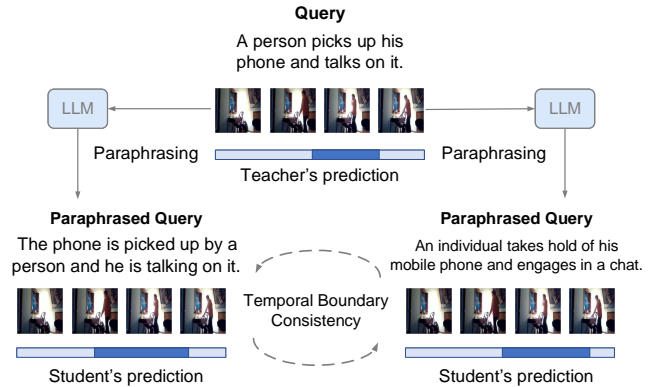 Query
A person picks up his
phone and talks on it.
LLM
LLM
Paraphrasing
Paraphrasing
Teacher's prediction
Paraphrased Query
The phone is picked up by a
person and he is talking on it.
Paraphrased Query
An individual takes hold of his
mobile phone and engages in a chat.
Temporal Boundary
Consistency
Student's prediction
Student's prediction